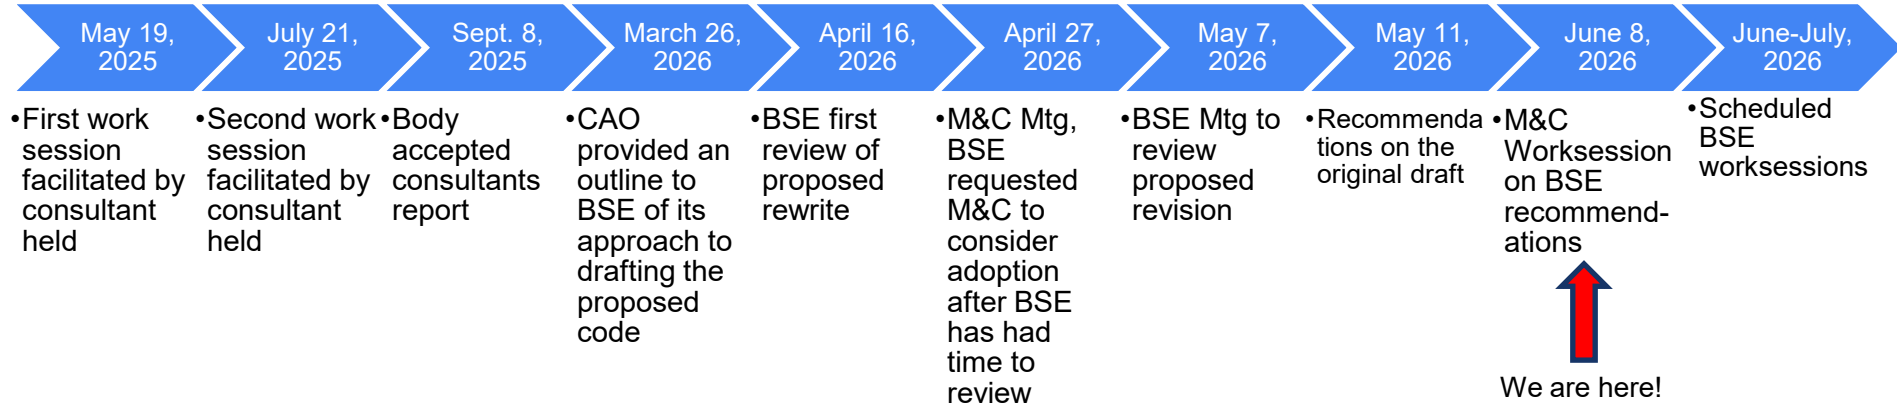 May 19,
2025
July 21,
2025
Sept. 8,
2025
March 26,
2026
April 16,
2026
April 27,
2026
May 7,
2026
May 11,
2026
June 8,
2026
June-July,
2026
•First work
session
facilitated by
consultant
held
•Second work
session
facilitated by
consultant
held
•Body
accepted
consultants
report
•CAO
provided an
outline to
BSE of its
approach to
drafting the
proposed
code
•BSE first
review of
proposed
rewrite
•M&C Mtg,
BSE
requested
M&C to
consider
adoption
after BSE
has had
time to
review
•BSE Mtg to
review
proposed
revision
•Recommenda
tions on the
original draft
•M&C
Worksession
on BSE
recommend-
ations
•Scheduled
BSE
worksessions
We are here!